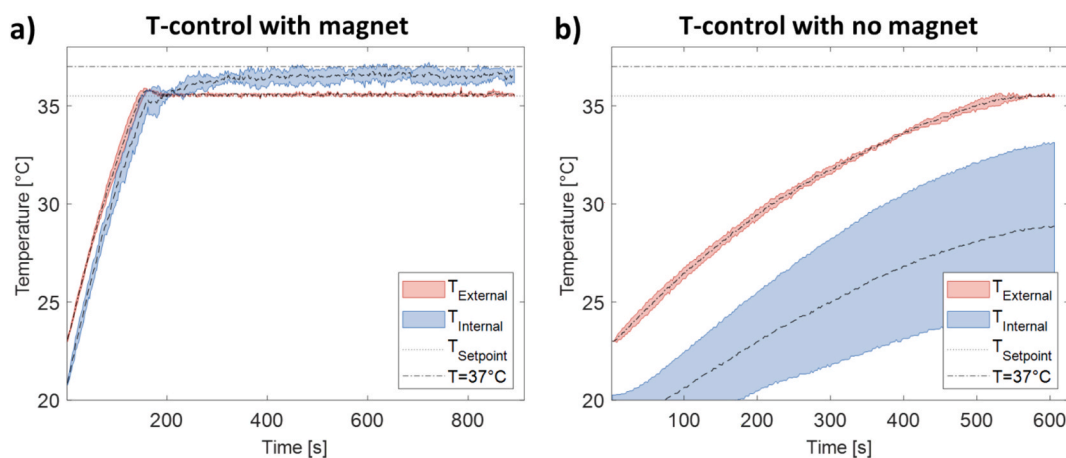 a)
T-control with magnet
Temperature [°C]
35
30
25
20
200
400
600
800
Time [s]
T_External
T_Internal
T_Setpoint
T=37°C
b)
T-control with no magnet
Temperature [°C]
35
30
25
20
100
200
300
400
500
600
Time [s]
T_External
T_Internal
T_Setpoint
T=37°C